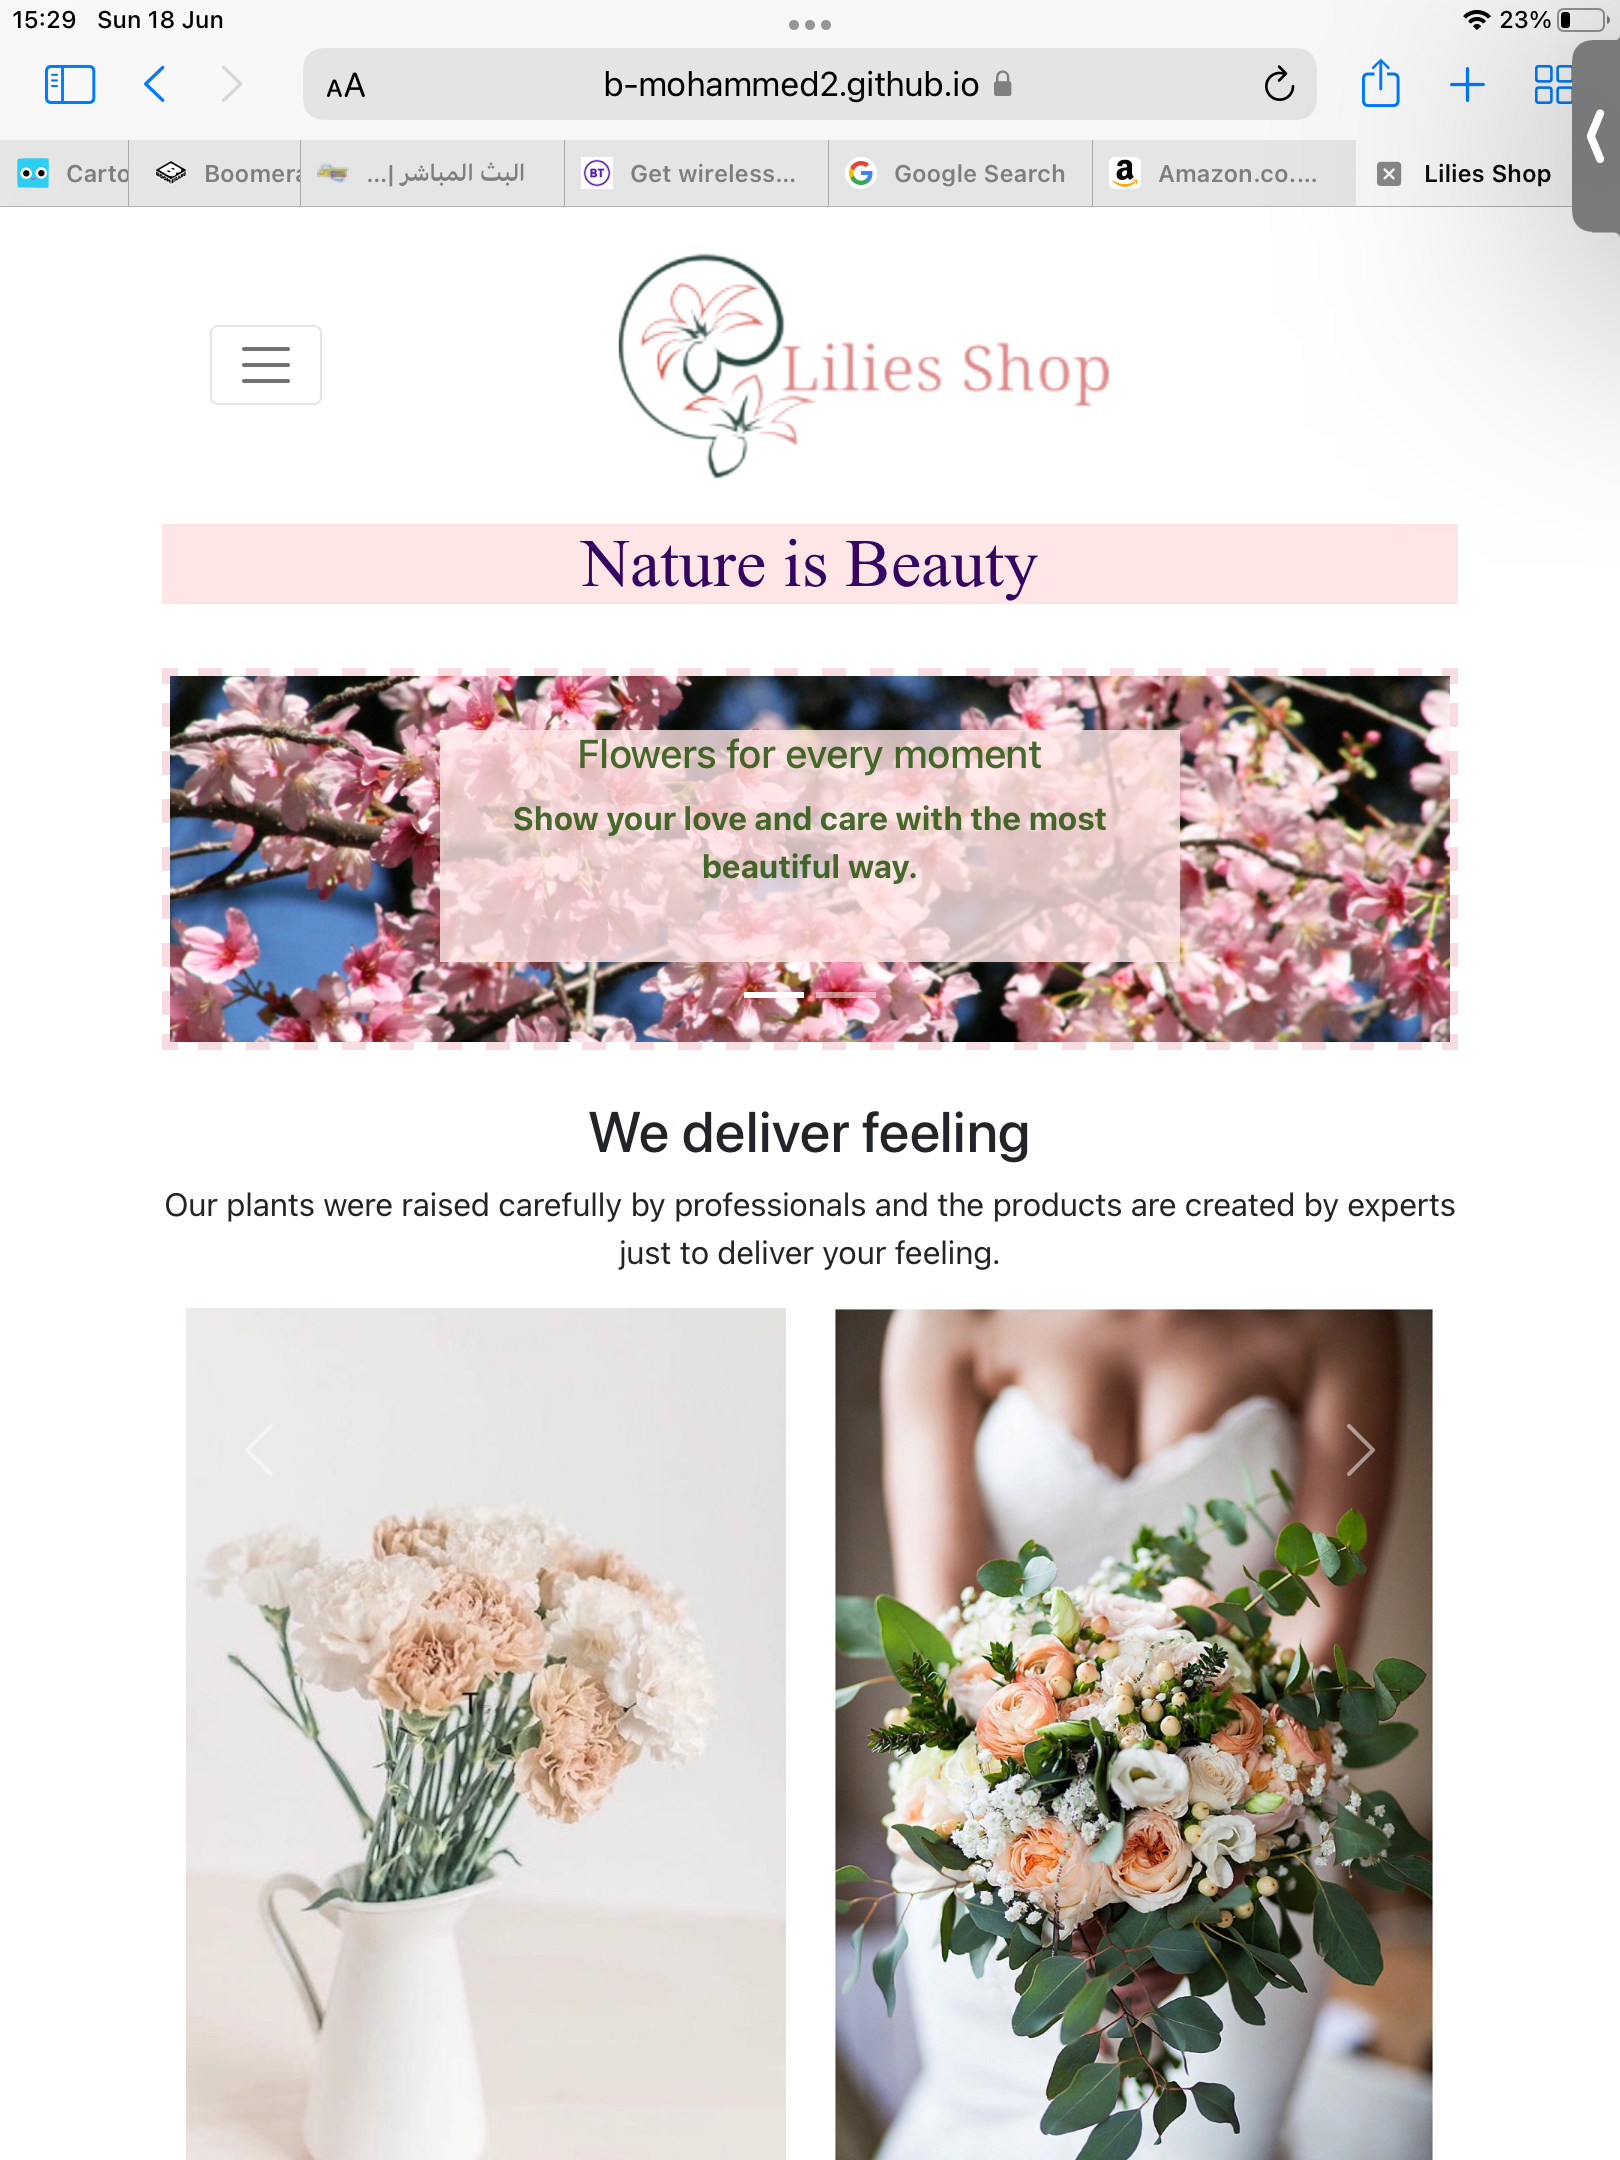 15:29 Sun 18 Jun
23%
AA
b-mohammed2.github.io
Carto
Boomera
البث المباشر |...
BT
Get wireless...
Google Search
a
Amazon.co....
Lilies Shop
Lilies Shop
Nature is Beauty
Flowers for every moment
Show your love and care with the most
beautiful way.
We deliver feeling
Our plants were raised carefully by professionals and the products are created by experts
just to deliver your feeling.